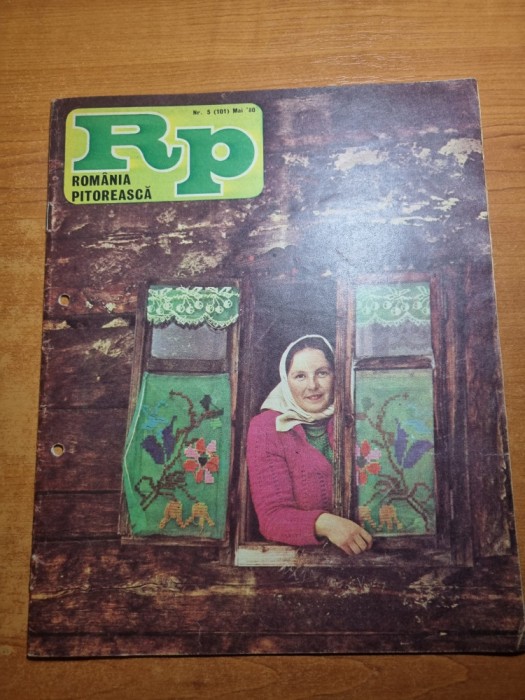 Nr. 5 (101) Mai '80
Rp
ROMÂNIA
PITOREASCĂ